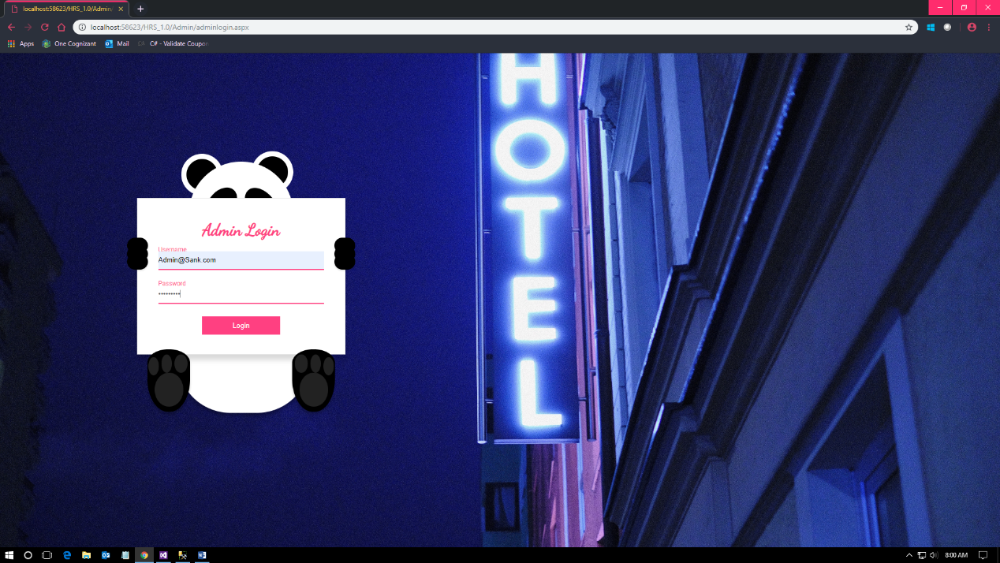 localhost:58623/HRS_1.0/Admin/
localhost:58623/HRS_1.0/Admin/adminlogin.aspx
Apps One Cognizant Mail C# - Validate Coupon
HOTEL
Admin Login
Username
Admin@Sank.com
Password
Login
8:00 AM